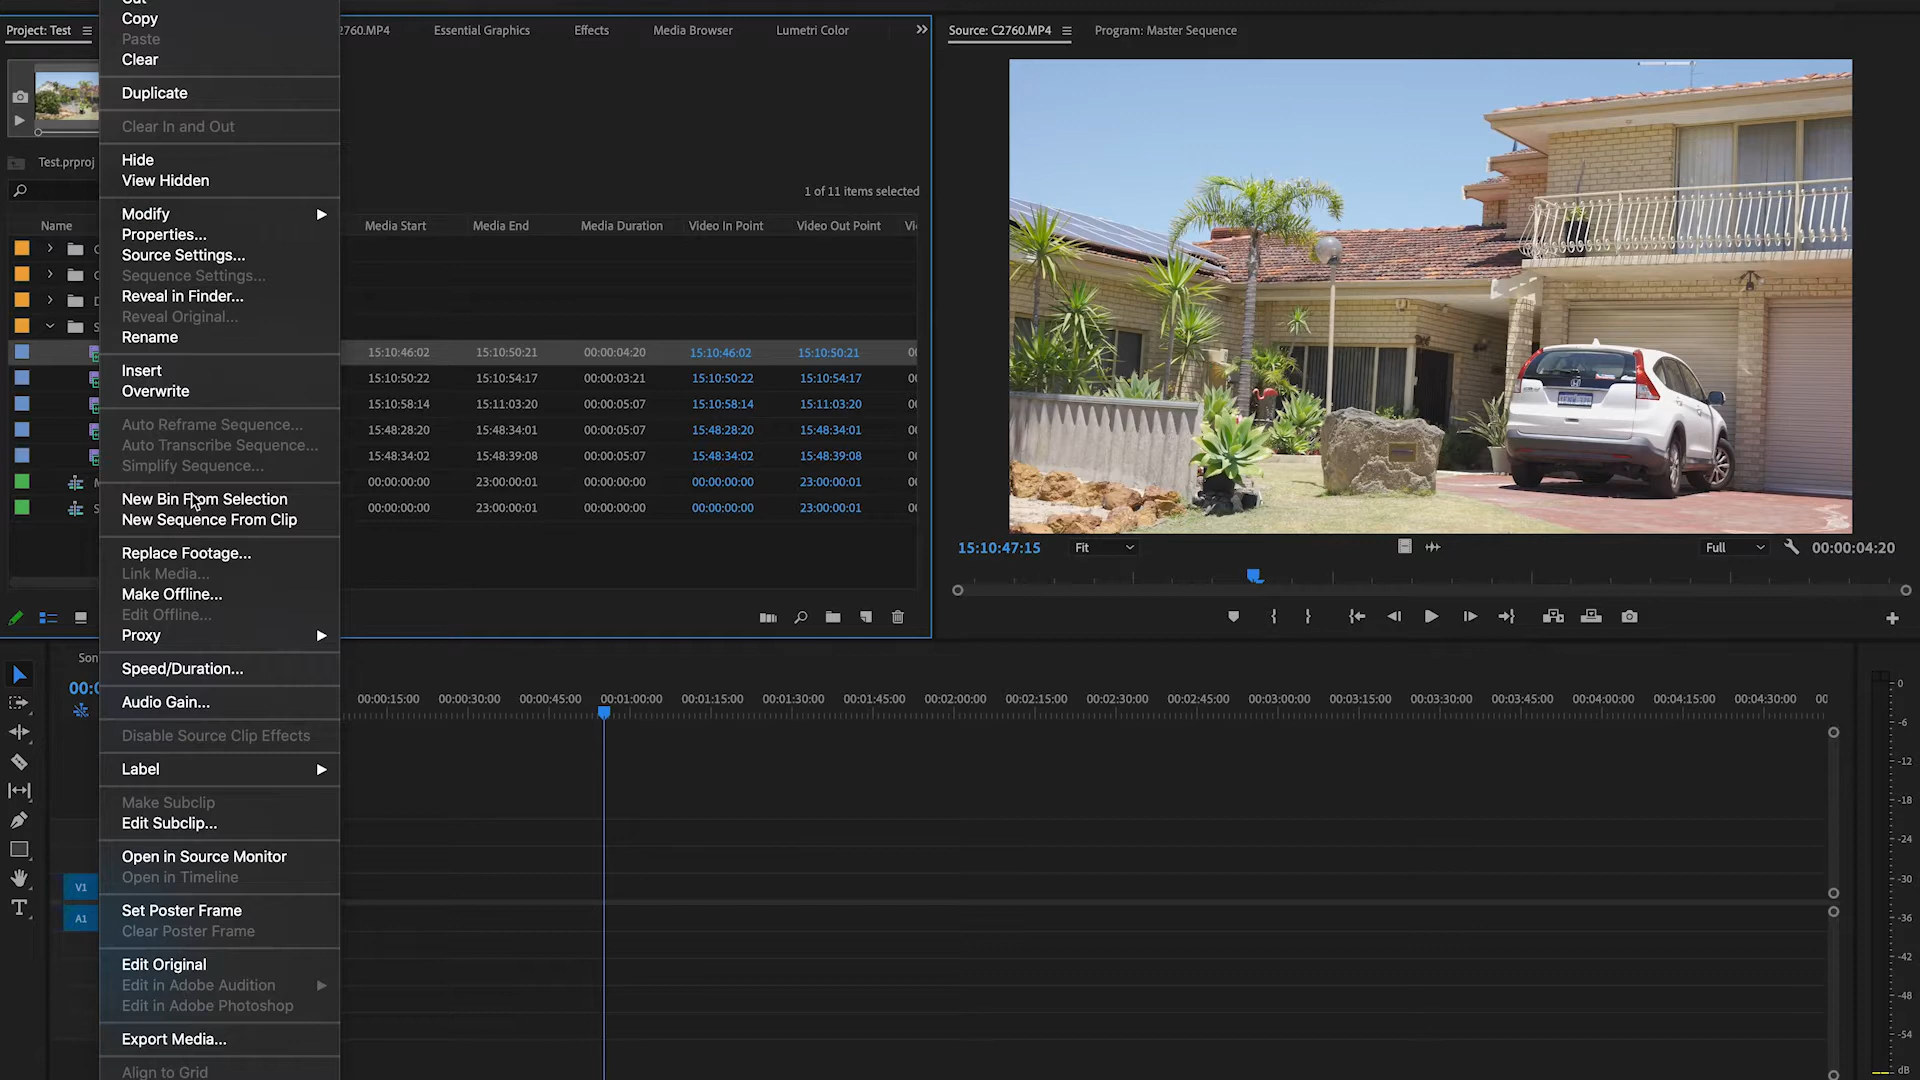 Project: Test
2760.MP4
Essential Graphics
Effects
Media Browser
Lumetri Color
Source: C2760.MP4
Program: Master Sequence
Test.prproj
1 of 11 items selected
Name
Media Start
Media End
Media Duration
Video In Point
Video Out Point
15:10:46:02
15:10:50:21
00:00:04:20
15:10:46:02
15:10:50:21
15:10:50:22
15:10:54:17
00:00:03:21
15:10:50:22
15:10:54:17
15:10:58:14
15:11:03:20
00:00:05:07
15:10:58:14
15:11:03:20
15:48:28:20
15:48:34:01
00:00:05:07
15:48:28:20
15:48:34:01
15:48:34:02
15:48:39:08
00:00:05:07
15:48:34:02
15:48:39:08
00:00:00:00
23:00:00:01
00:00:00:00
23:00:00:01
00:00:00:00
23:00:00:01
00:00:00:00
23:00:00:01
Cut
Copy
Paste
Clear
Duplicate
Clear In and Out
Hide
View Hidden
Modify
Properties...
Source Settings...
Sequence Settings...
Reveal in Finder...
Reveal Original...
Rename
Insert
Overwrite
Auto Reframe Sequence...
Auto Transcribe Sequence...
Simplify Sequence...
New Bin From Selection
New Sequence From Clip
Replace Footage...
Link Media...
Make Offline...
Edit Offline...
Proxy
Speed/Duration...
Audio Gain...
Disable Source Clip Effects
Label
Make Subclip
Edit Subclip...
Open in Source Monitor
Open in Timeline
Set Poster Frame
Clear Poster Frame
Edit Original
Edit in Adobe Audition
Edit in Adobe Photoshop
Export Media...
Align to Grid
15:10:47:15
Fit
Full
00:00:04:20
Son
00:0
00:00:15:00
00:00:30:00
00:00:45:00
00:01:00:00
00:01:15:00
00:01:30:00
00:01:45:00
00:02:00:00
00:02:15:00
00:02:30:00
00:02:45:00
00:03:00:00
00:03:15:00
00:03:30:00
00:03:45:00
00:04:00:00
00:04:15:00
00:04:30:00
V1
A1
0
-6
-12
-18
-24
-30
-36
-42
-48
-54
dB